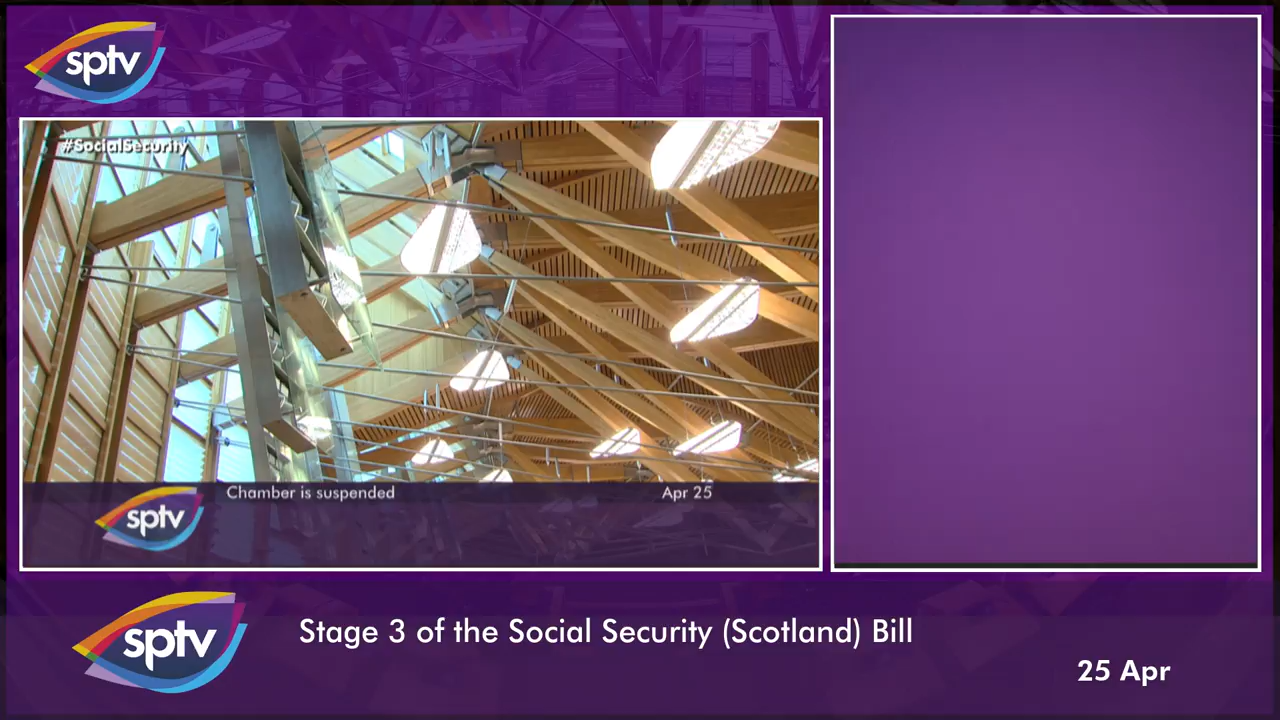 sptv
#SocialSecurity
Chamber is suspended
Apr 25
sptv
sptv
Stage 3 of the Social Security (Scotland) Bill
25 Apr